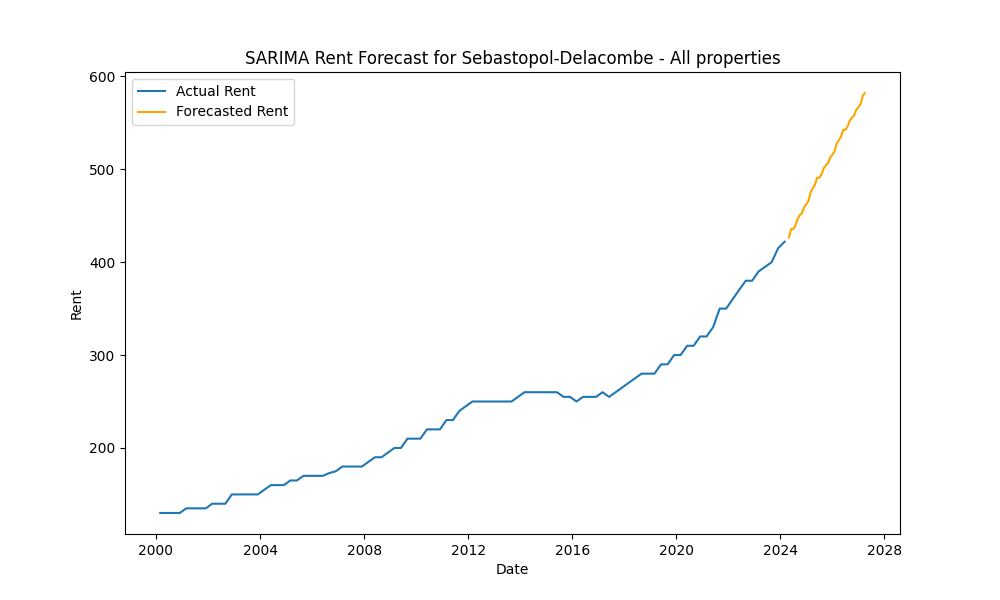 SARIMA Rent Forecast for Sebastopol-Delacombe - All properties
Actual Rent
Forecasted Rent
600
500
400
300
200
Rent
2000 2004 2008 2012 2016 2020 2024 2028
Date